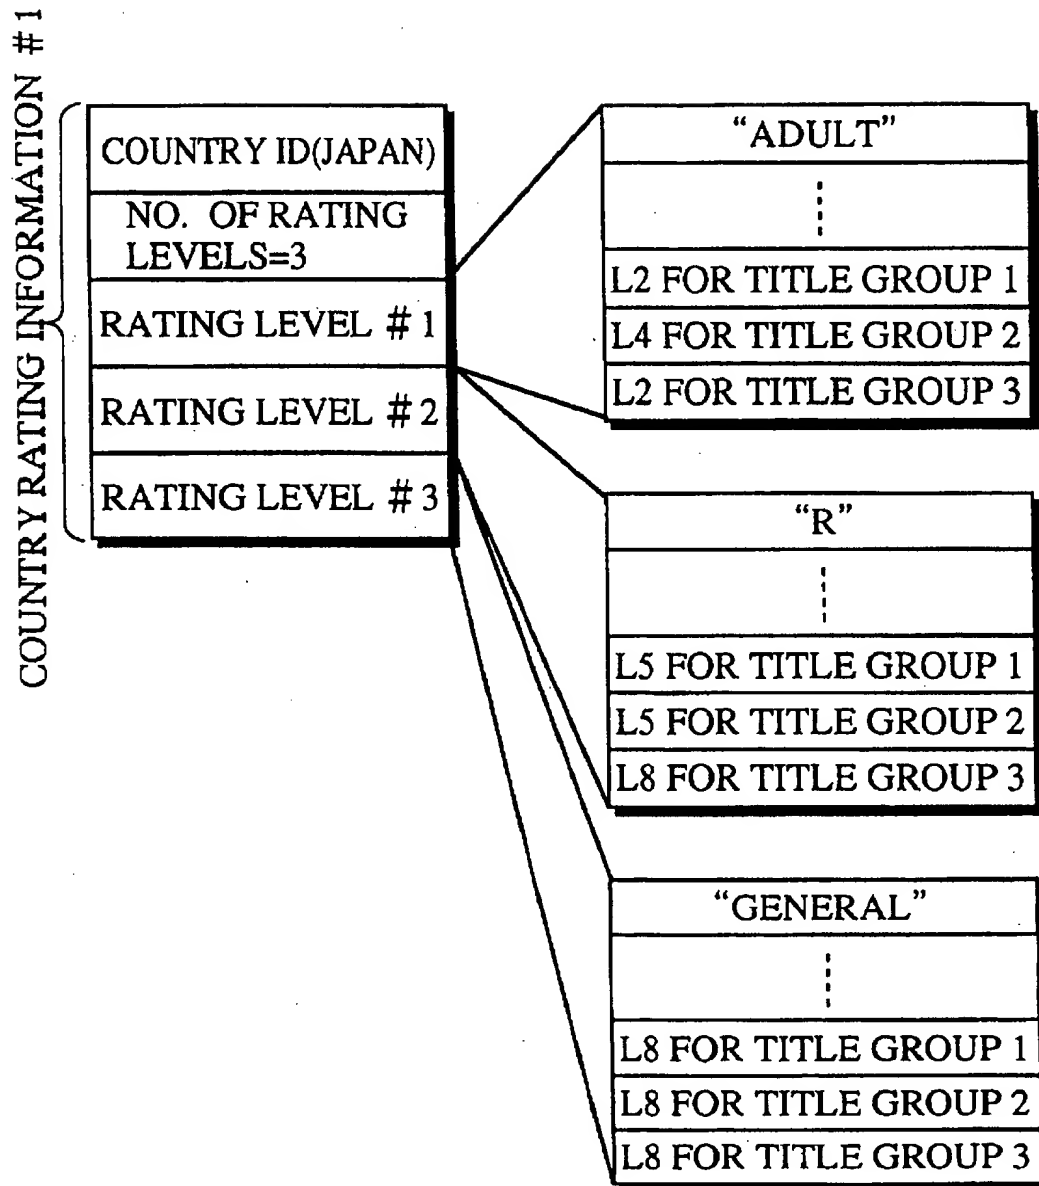 COUNTRY RATING INFORMATION #1
COUNTRY ID(JAPAN)
NO. OF RATING
LEVELS=3
RATING LEVEL #1
RATING LEVEL #2
RATING LEVEL #3
“ADULT”
L2 FOR TITLE GROUP 1
L4 FOR TITLE GROUP 2
L2 FOR TITLE GROUP 3
“R”
L5 FOR TITLE GROUP 1
L5 FOR TITLE GROUP 2
L8 FOR TITLE GROUP 3
“GENERAL”
L8 FOR TITLE GROUP 1
L8 FOR TITLE GROUP 2
L8 FOR TITLE GROUP 3